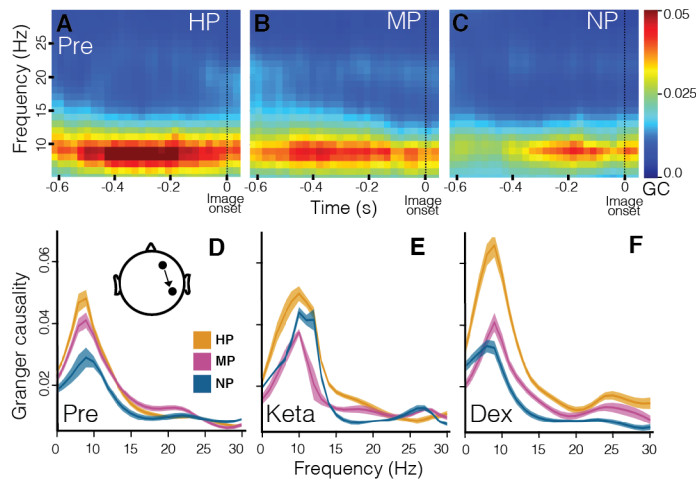 A HP
B MP
C NP
Pre
Frequency (Hz)
25
20
15
10
-0.6 -0.4 -0.2 0
-0.6 -0.4 -0.2 0
-0.6 -0.4 -0.2 0
Image
onset
Image
onset
Image
onset
Time (s)
0.05
0.025
0.0
GC
D
E
F
Granger causality
0.06
0.04
0.02
HP
MP
NP
Pre
Keta
Dex
0 5 10 15 20 25 30
0 5 10 15 20 25 30
0 5 10 15 20 25 30
Frequency (Hz)